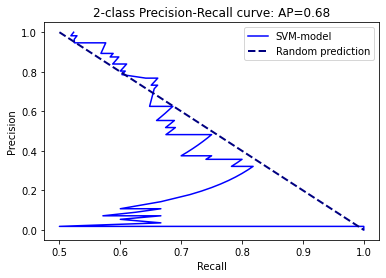 2-class Precision-Recall curve: AP=0.68
SVM-model
Random prediction
Precision
1.0
0.8
0.6
0.4
0.2
0.0
0.5
0.6
0.7
0.8
0.9
1.0
Recall